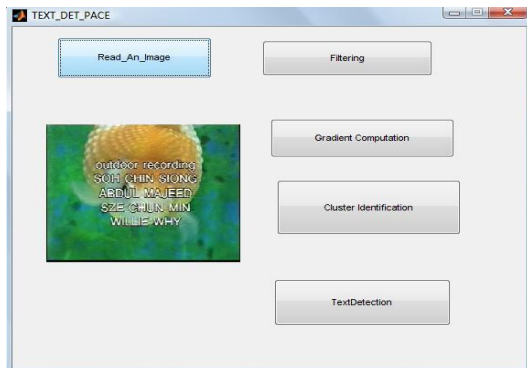 TEXT_DET_PACE
Read_An_Image
Filtering
Gradient Computation
outdoor recording
SOH CHIN SIONG
ABDUL MAJEED
SZE CHUN MIN
WILLIE WHY
Cluster Identification
TextDetection